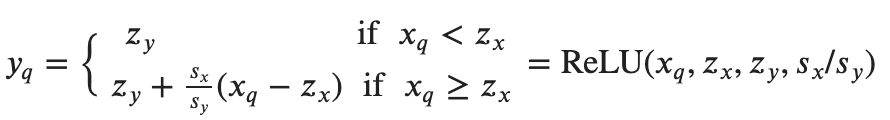 y_q = { z_y if x_q < z_x
z_y + s_x/s_y (x_q − z_x) if x_q ≥ z_x = ReLU(x_q, z_x, z_y, s_x/s_y)